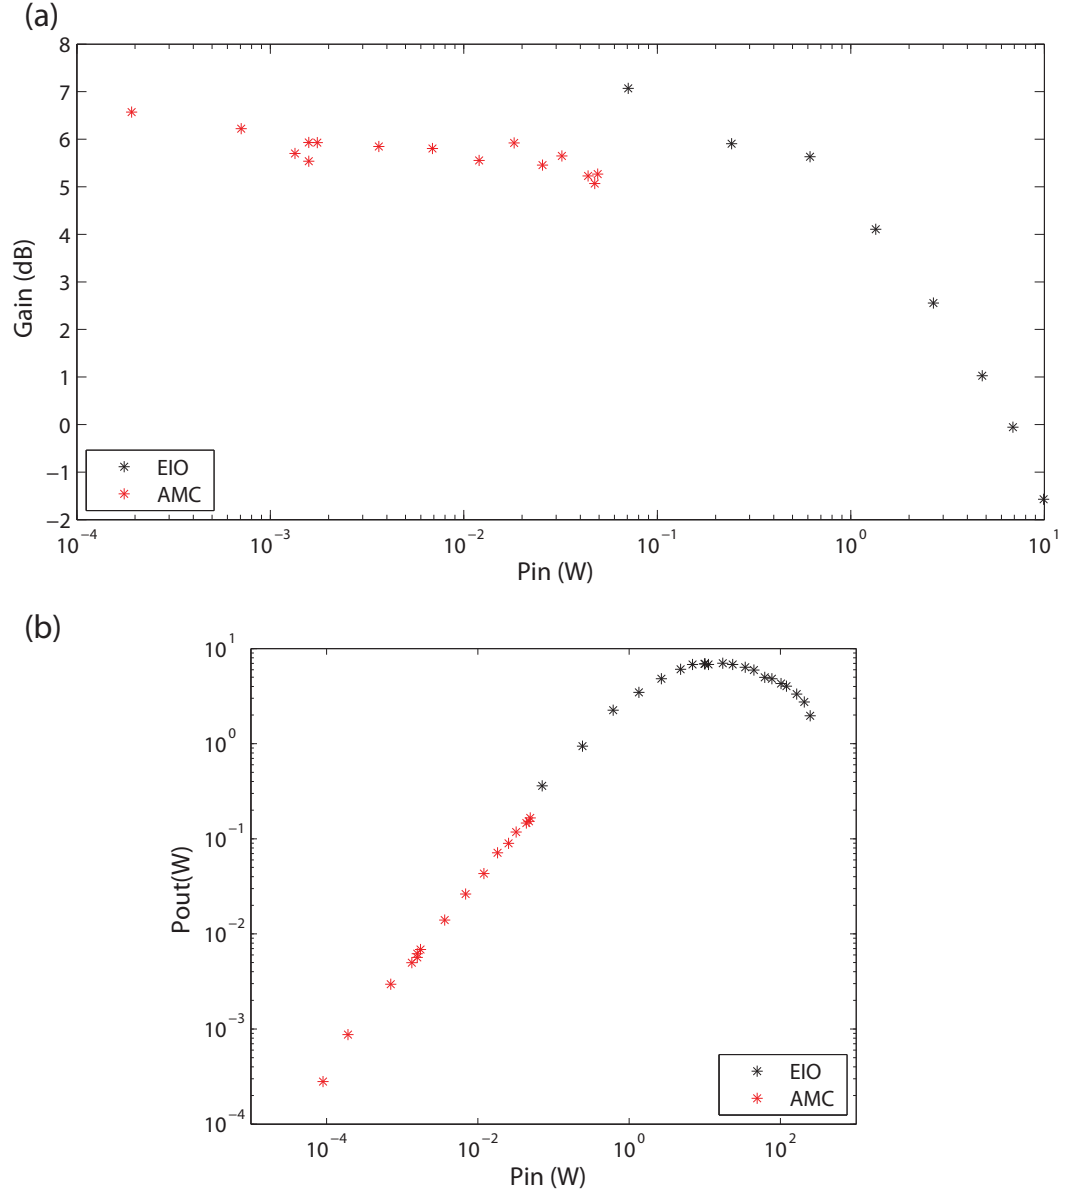 (a)
8
7
6
5
4
3
2
1
0
−1
−2
Gain (dB)
EIO
AMC
10⁻⁴ 10⁻³ 10⁻² 10⁻¹ 10⁰ 10¹
Pin (W)
(b)
10¹
10⁰
10⁻¹
10⁻²
10⁻³
10⁻⁴
Pout(W)
EIO
AMC
10⁻⁴ 10⁻² 10⁰ 10²
Pin (W)